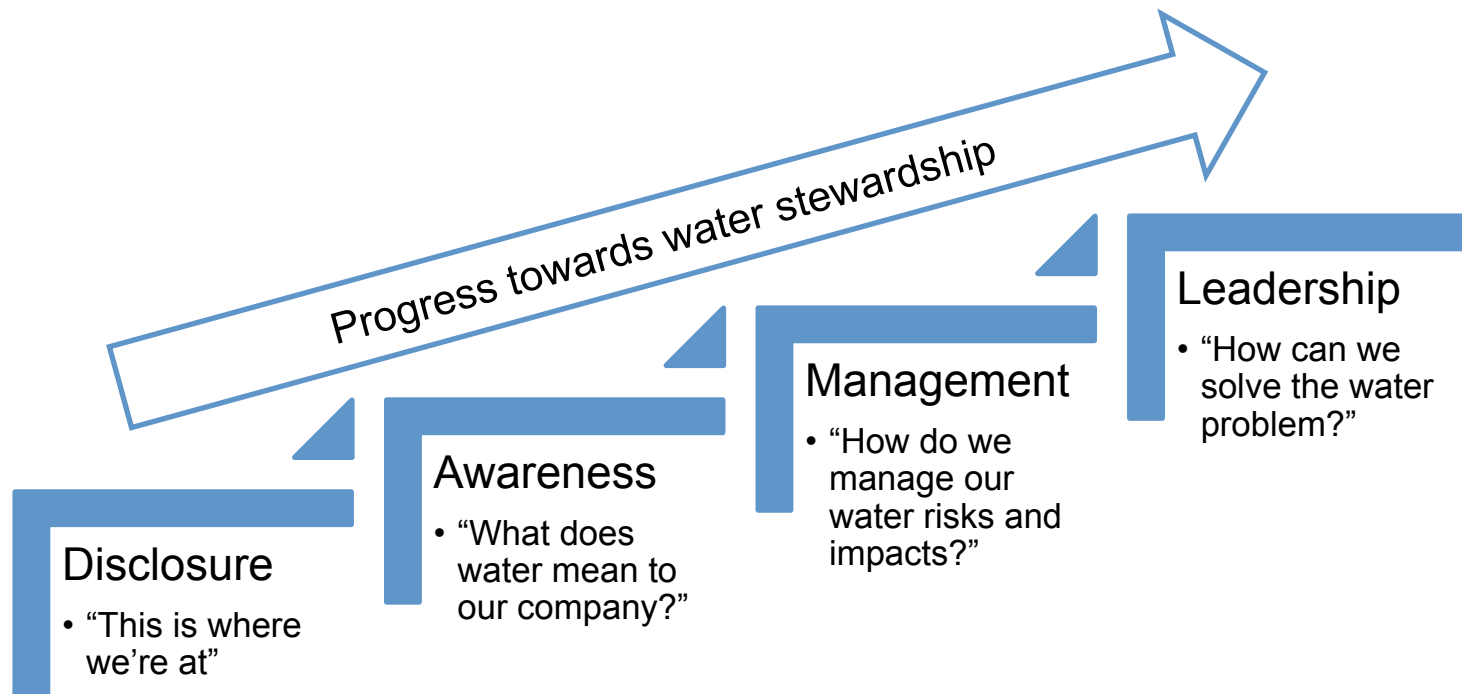 Progress towards water stewardship
Disclosure
• “This is where
we’re at”
Awareness
• “What does
water mean to
our company?”
Management
• “How do we
manage our
water risks and
impacts?”
Leadership
• “How can we
solve the water
problem?”